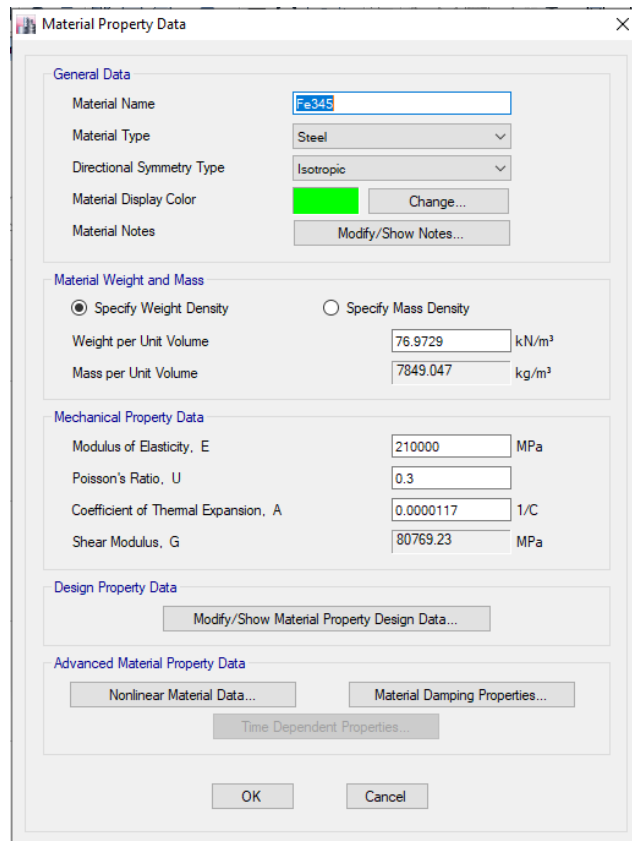 Material Property Data
General Data
Material Name Fe345
Material Type Steel
Directional Symmetry Type Isotropic
Material Display Color Change...
Material Notes Modify/Show Notes...
Material Weight and Mass
Specify Weight Density Specify Mass Density
Weight per Unit Volume 76.9729 kN/m³
Mass per Unit Volume 7849.047 kg/m³
Mechanical Property Data
Modulus of Elasticity, E 210000 MPa
Poisson's Ratio, U 0.3
Coefficient of Thermal Expansion, A 0.0000117 1/C
Shear Modulus, G 80769.23 MPa
Design Property Data
Modify/Show Material Property Design Data...
Advanced Material Property Data
Nonlinear Material Data... Material Damping Properties...
Time Dependent Properties...
OK Cancel